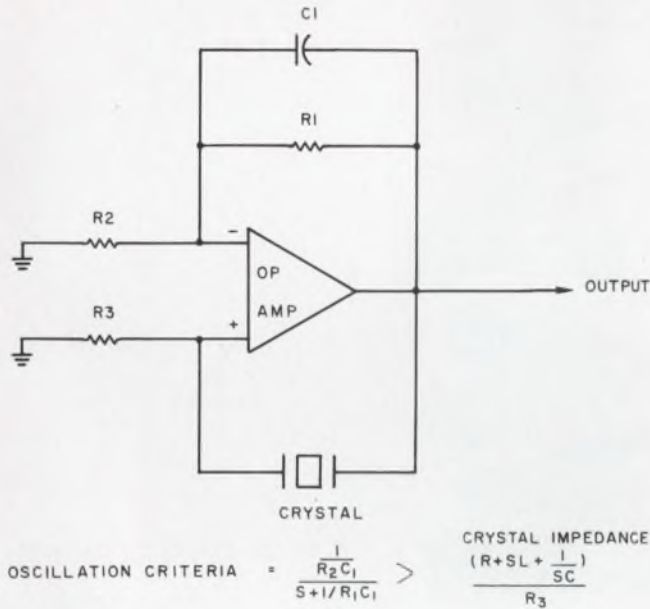 C1
R1
R2
−
OP
AMP
OUTPUT
R3
+
CRYSTAL
CRYSTAL IMPEDANCE
OSCILLATION CRITERIA = (1/(R2C1))/(S+1/R1C1) > (R+SL+1/SC)/R3